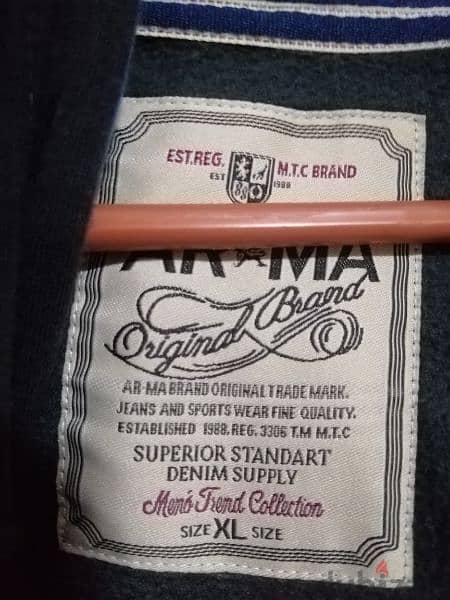 EST.REG. M.T.C BRAND
EST 1988
AR MA
Original Brand
AR-MA BRAND ORIGINAL TRADE MARK.
JEANS AND SPORTS WEAR FINE QUALITY.
ESTABLISHED 1988. REG. 3306 T.M M.T.C
SUPERIOR STANDART
DENIM SUPPLY
Men's Trend Collection
SIZE XL SIZE